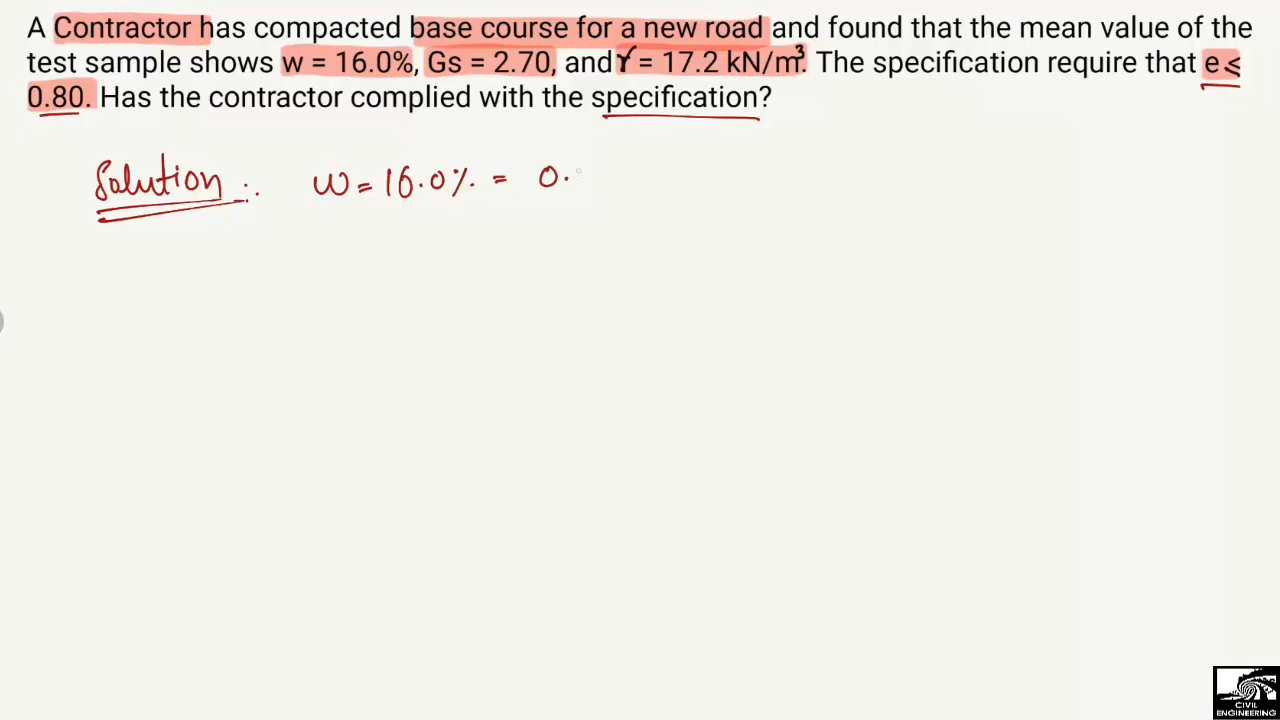 A Contractor has compacted base course for a new road and found that the mean value of the
test sample shows w = 16.0%, Gs = 2.70, and γ = 17.2 kN/m³. The specification require that e ⩽
0.80. Has the contractor complied with the specification?
Solution :. w = 16.0% = 0.
CIVIL
ENGINEERING